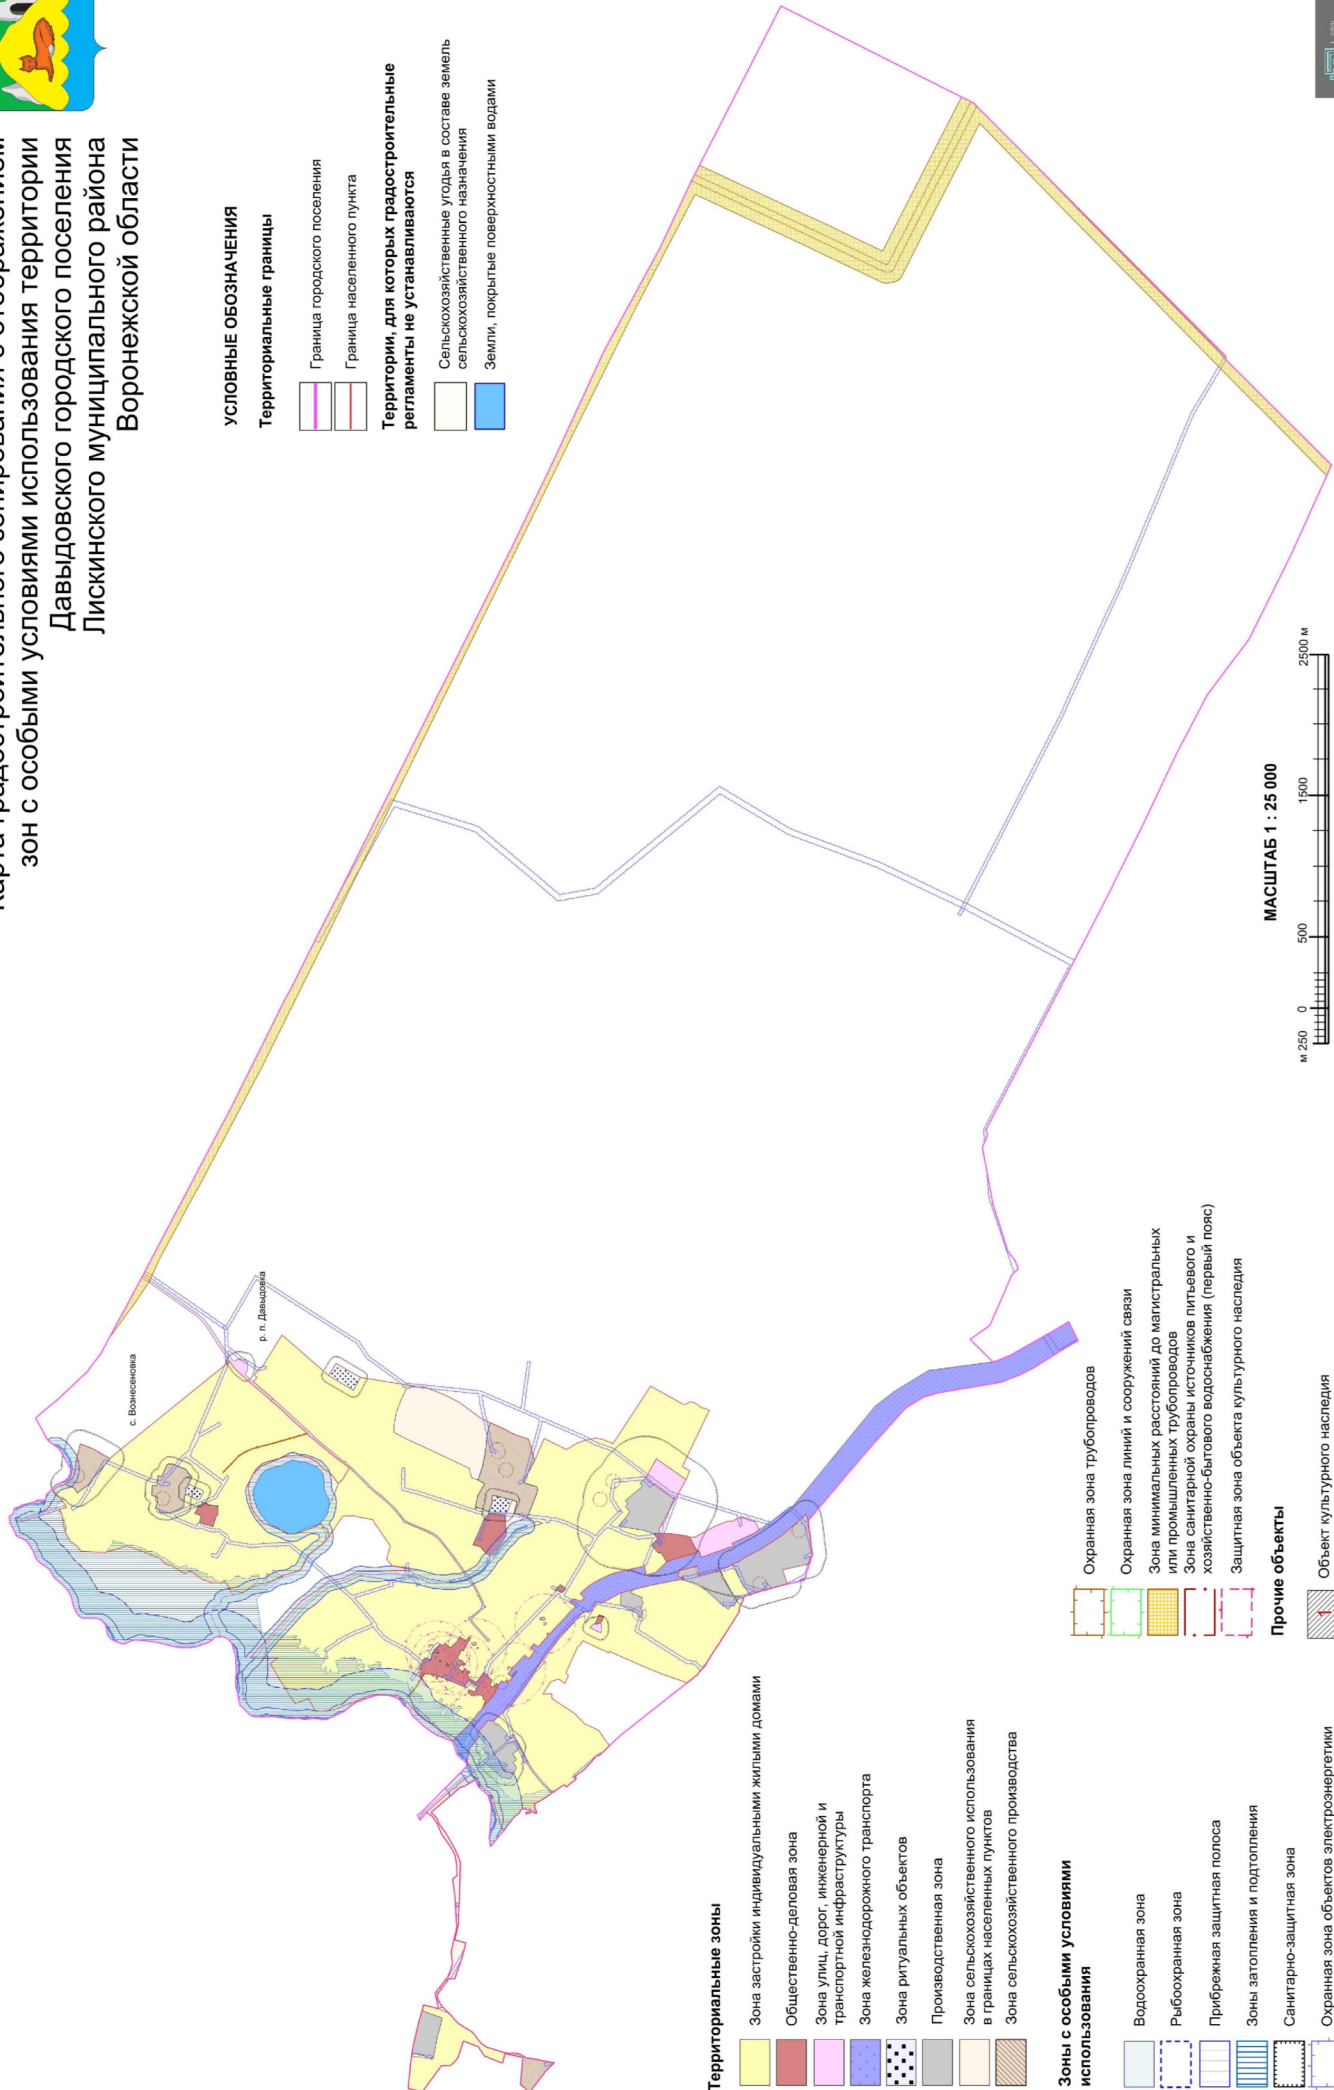 зон с особыми условиями использования территории
Давыдовского городского поселения
Лискинского муниципального района
Воронежской области
УСЛОВНЫЕ ОБОЗНАЧЕНИЯ
Территориальные границы
Граница городского поселения
Граница населенного пункта
Территории, для которых градостроительные
регламенты не устанавливаются
Сельскохозяйственные угодья в составе земель
сельскохозяйственного назначения
Земли, покрытые поверхностными водами
с. Вознесеновка
р. п. Давыдовка
МАСШТАБ 1 : 25 000
м 250 0 500 1500 2500 м
Территориальные зоны
Зона застройки индивидуальными жилыми домами
Общественно-деловая зона
Зона улиц, дорог, инженерной и
транспортной инфраструктуры
Зона железнодорожного транспорта
Зона ритуальных объектов
Производственная зона
Зона сельскохозяйственного использования
в границах населенных пунктов
Зона сельскохозяйственного производства
Зоны с особыми условиями
использования
Водоохранная зона
Рыбоохранная зона
Прибрежная защитная полоса
Зоны затопления и подтопления
Санитарно-защитная зона
Охранная зона объектов электроэнергетики
Охранная зона трубопроводов
Охранная зона линий и сооружений связи
Зона минимальных расстояний до магистральных
или промышленных трубопроводов
Зона санитарной охраны источников питьевого и
хозяйственно-бытового водоснабжения (первый пояс)
Защитная зона объекта культурного наследия
Прочие объекты
1
Объект культурного наследия